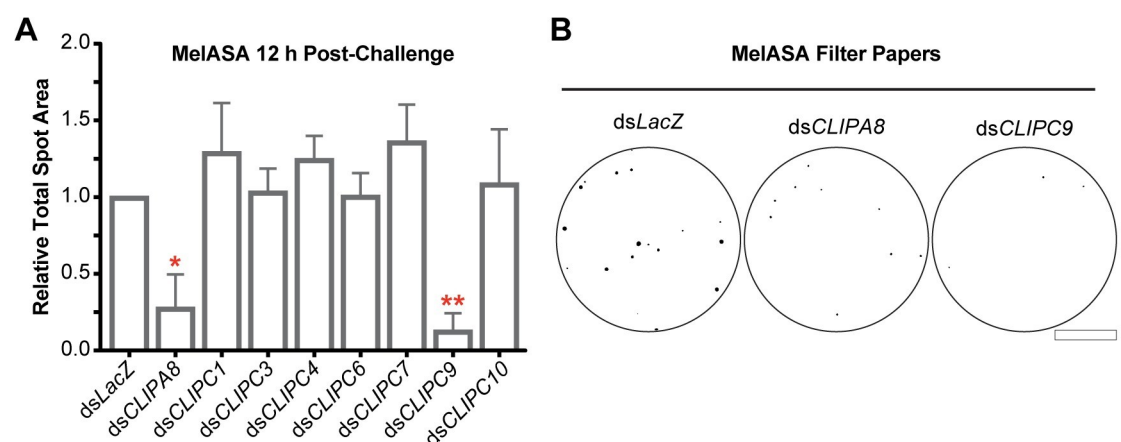 A
MelASA 12 h Post-Challenge
Relative Total Spot Area
2.0
1.5
1.0
0.5
0.0
*
**
dsLacZ
dsCLIPA8
dsCLIPC1
dsCLIPC3
dsCLIPC4
dsCLIPC6
dsCLIPC7
dsCLIPC9
dsCLIPC10
B
MelASA Filter Papers
dsLacZ
dsCLIPA8
dsCLIPC9